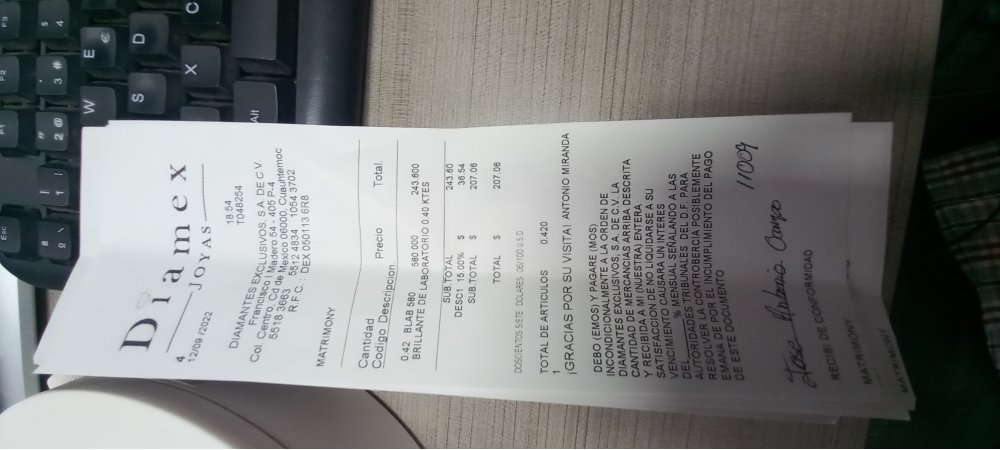 Diamex
4 JOYAS
12/09/2022 18:54
T048254
DIAMANTES EXCLUSIVOS, S.A. DE C.V.
Col. Francisco I. Madero 54 - 405 P-4
Centro, Cd de Mexico 06000, Cuauhtemoc
5518 3663 5512 4834 1054 3702
R.F.C. DEX 050113 6R8
MATRIMONY
Cantidad
Codigo Descripcion Precio Total.
0.42 BLAB 580 580.000 243.600
BRILLANTE DE LABORATORIO 0.40 KTES
SUB.TOTAL 243.60
DESC1 15.00% $ 36.54
SUB.TOTAL $ 207.06
TOTAL $ 207.06
DOSCIENTOS SIETE DOLARES 06/100 U.S.D.
TOTAL DE ARTICULOS 0.420
1
¡GRACIAS POR SU VISITA! ANTONIO MIRANDA
DEBO (EMOS) Y PAGARE (MOS)
INCONDICIONALMENTE A LA ORDEN DE
DIAMANTES EXCLUSIVOS, S.A. DE C.V. LA
CANTIDAD DE MERCANCIAS ARRIBA DESCRITA
Y RECIBIDA A MI (NUESTRA) ENTERA
SATISFACCION DE NO LIQUIDARSE A SU
VENCIMIENTO CAUSARA UN INTERES
% MENSUAL SEÑALANDO A LAS
AUTORIDADES TRIBUNALES DEL D.F. PARA
RESOLVER LA CONTROBERCIA POSIBLEMENTE
EMANA DE POR EL INCUMPLIMIENTO DEL PAGO
DE ESTE DOCUMENTO
11009
Jose Antonio
RECIBI DE CONFORMIDAD
MATRIMONY
MATRIMONY